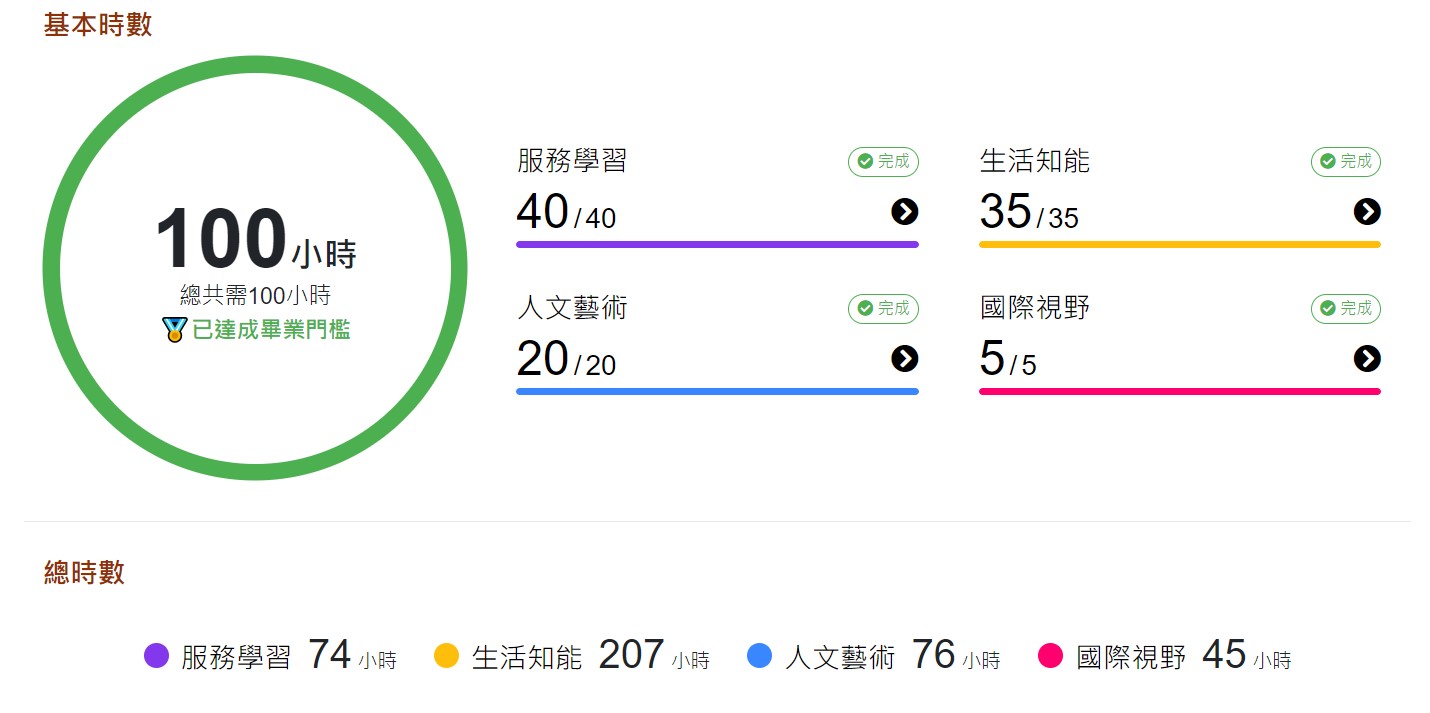 基本時數
100小時
總共需100小時
已達成畢業門檻
服務學習 完成
40/40
生活知能 完成
35/35
人文藝術 完成
20/20
國際視野 完成
5/5
總時數
服務學習 74 小時 生活知能 207 小時 人文藝術 76 小時 國際視野 45 小時